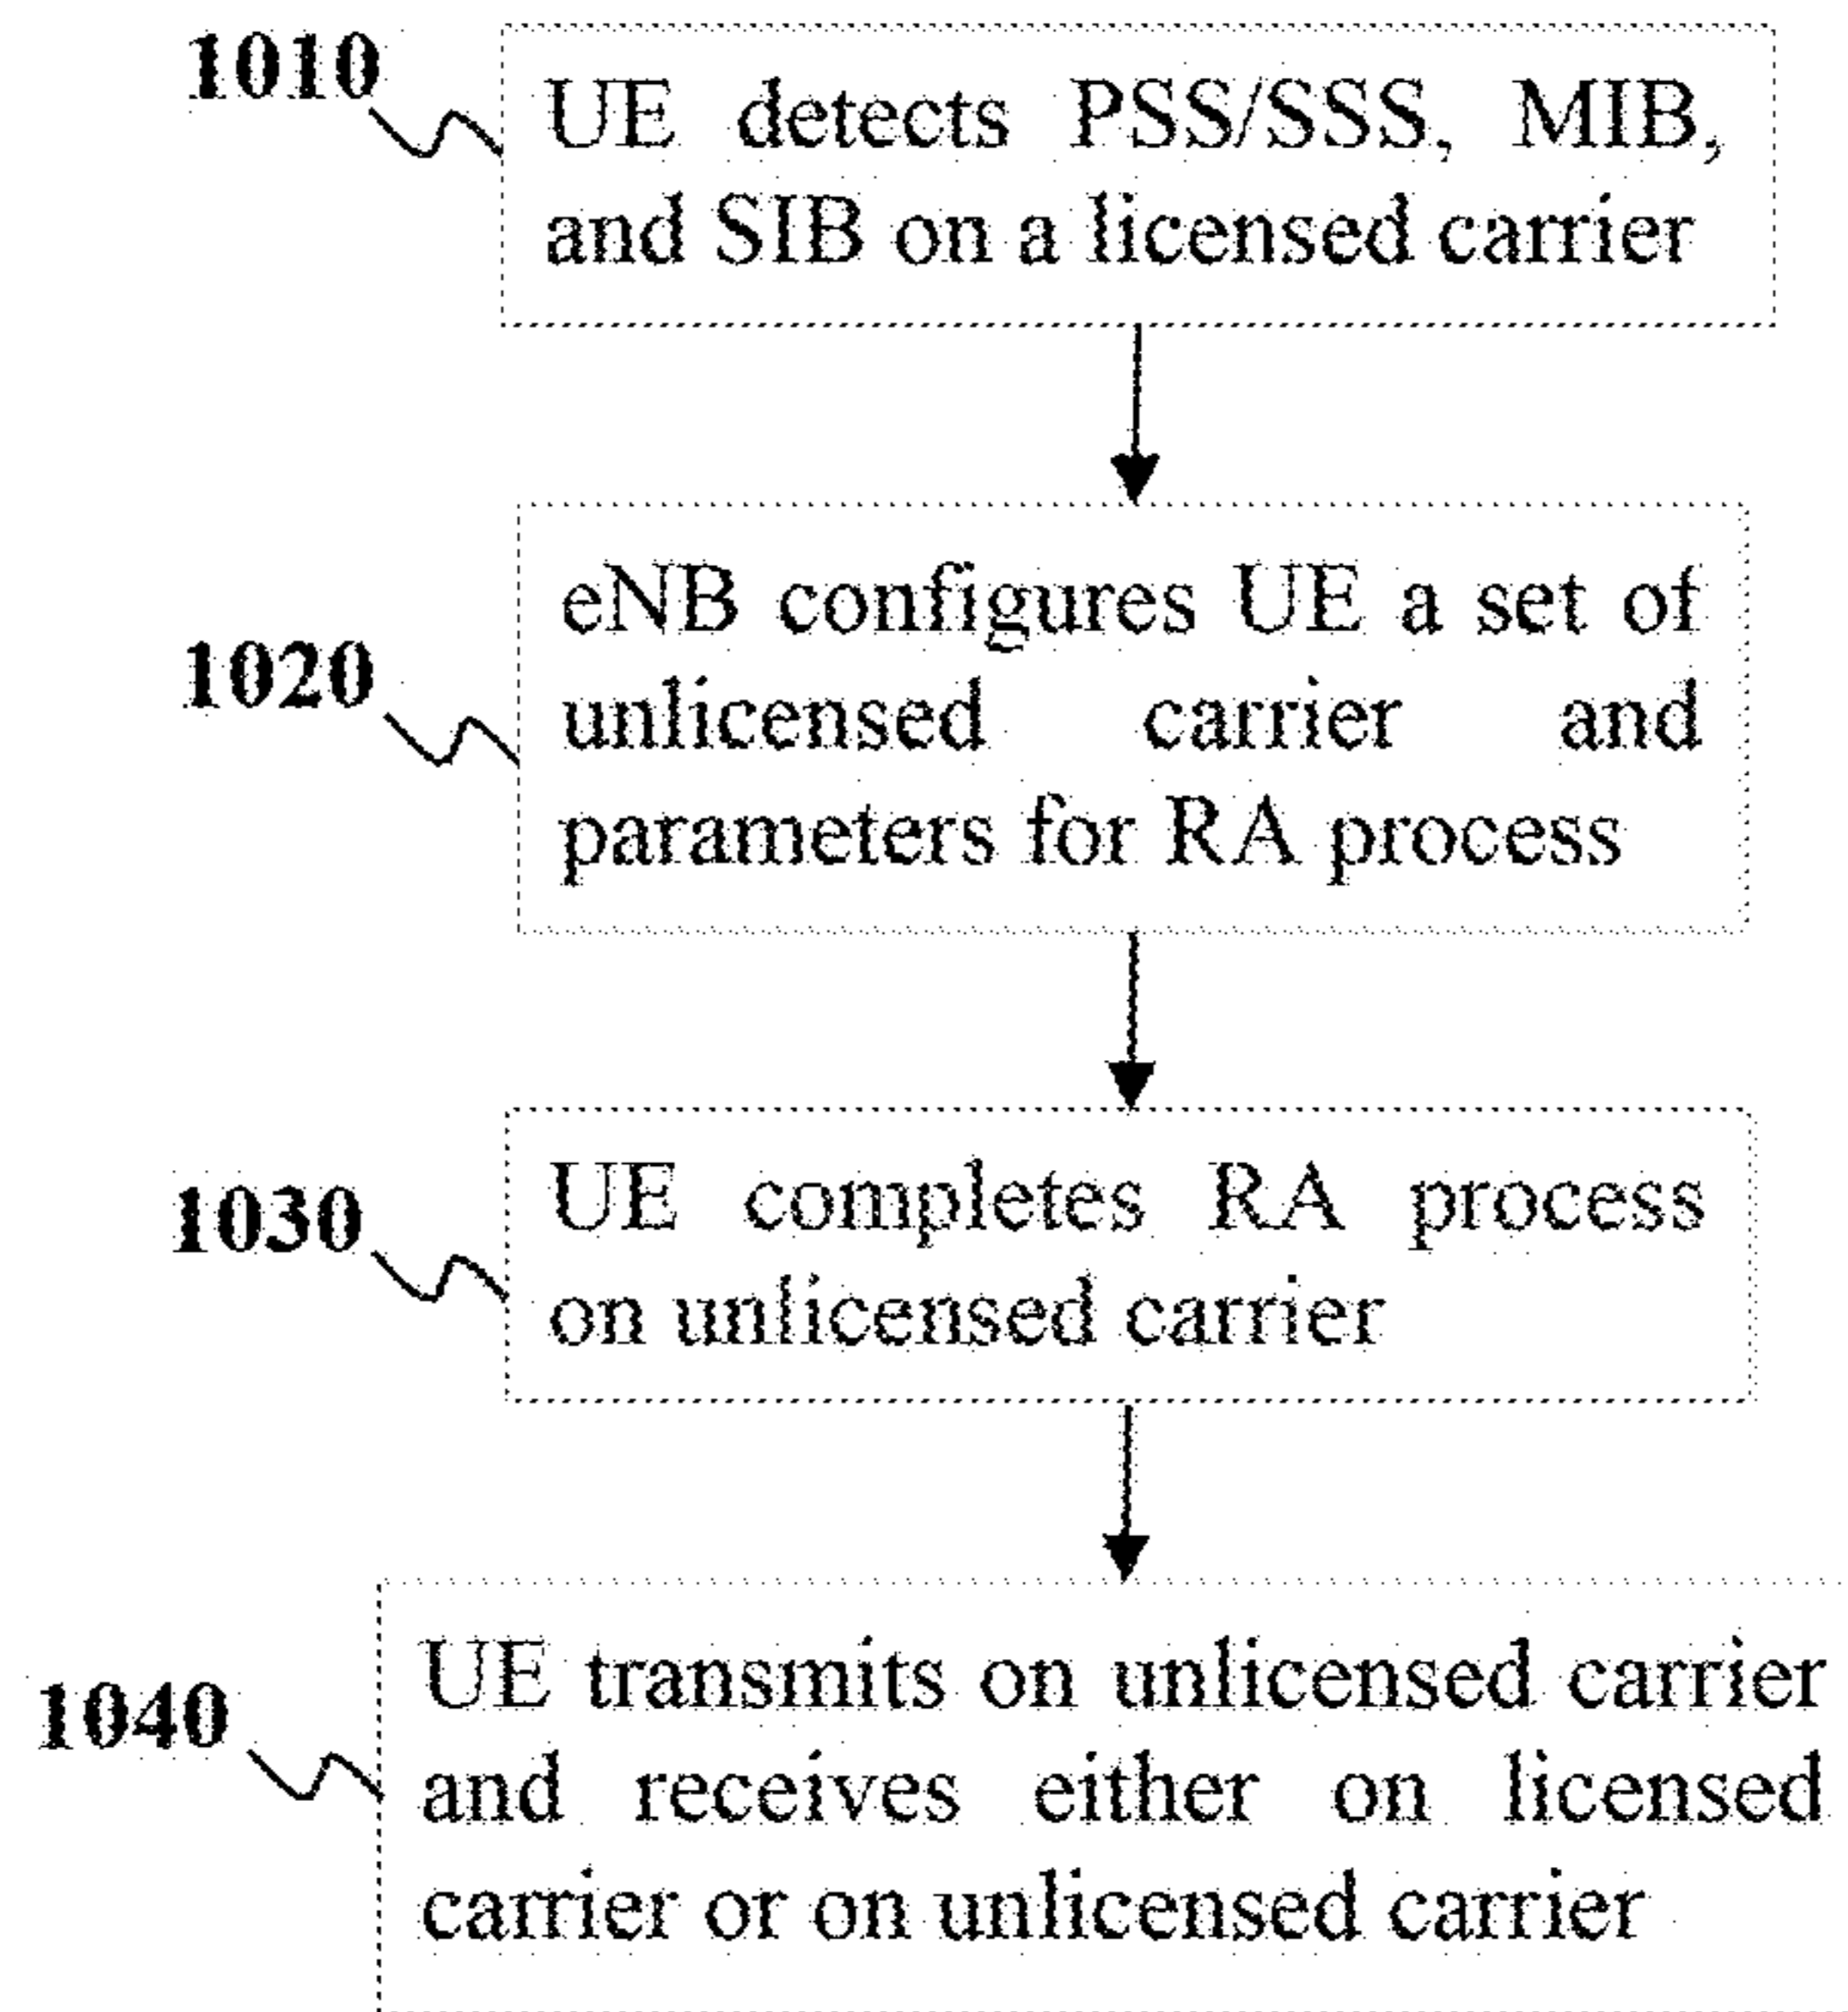 1010
UE detects PSS/SSS, MIB,
and SIB on a licensed carrier
1020
eNB configures UE a set of
unlicensed carrier and
parameters for RA process
1030
UE completes RA process
on unlicensed carrier
1040
UE transmits on unlicensed carrier
and receives either on licensed
carrier or on unlicensed carrier